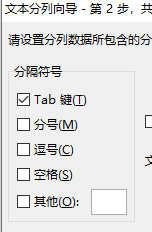 文本分列向导 - 第 2 步，共
请设置分列数据所包含的分
分隔符号
Tab 键(T)
分号(M)
逗号(C)
空格(S)
其他(O):